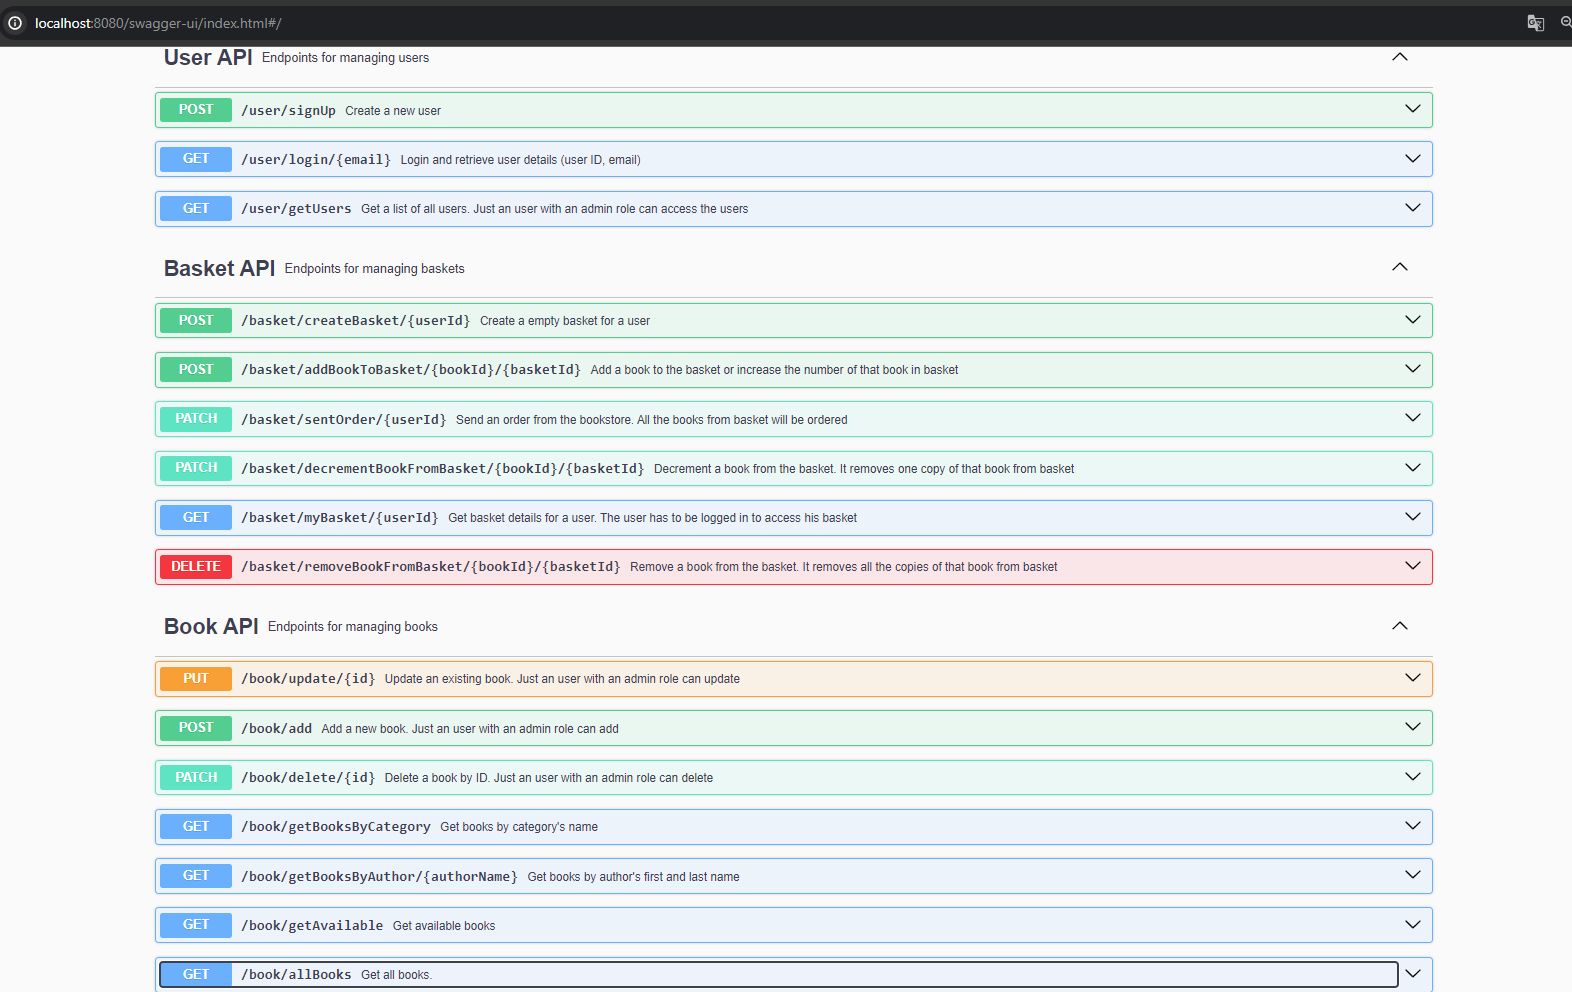 localhost:8080/swagger-ui/index.html#/
User API Endpoints for managing users
POST /user/signUp Create a new user
GET /user/login/{email} Login and retrieve user details (user ID, email)
GET /user/getUsers Get a list of all users. Just an user with an admin role can access the users
Basket API Endpoints for managing baskets
POST /basket/createBasket/{userId} Create a empty basket for a user
POST /basket/addBookToBasket/{bookId}/{basketId} Add a book to the basket or increase the number of that book in basket
PATCH /basket/sentOrder/{userId} Send an order from the bookstore. All the books from basket will be ordered
PATCH /basket/decrementBookFromBasket/{bookId}/{basketId} Decrement a book from the basket. It removes one copy of that book from basket
GET /basket/myBasket/{userId} Get basket details for a user. The user has to be logged in to access his basket
DELETE /basket/removeBookFromBasket/{bookId}/{basketId} Remove a book from the basket. It removes all the copies of that book from basket
Book API Endpoints for managing books
PUT /book/update/{id} Update an existing book. Just an user with an admin role can update
POST /book/add Add a new book. Just an user with an admin role can add
PATCH /book/delete/{id} Delete a book by ID. Just an user with an admin role can delete
GET /book/getBooksByCategory Get books by category's name
GET /book/getBooksByAuthor/{authorName} Get books by author's first and last name
GET /book/getAvailable Get available books
GET /book/allBooks Get all books.